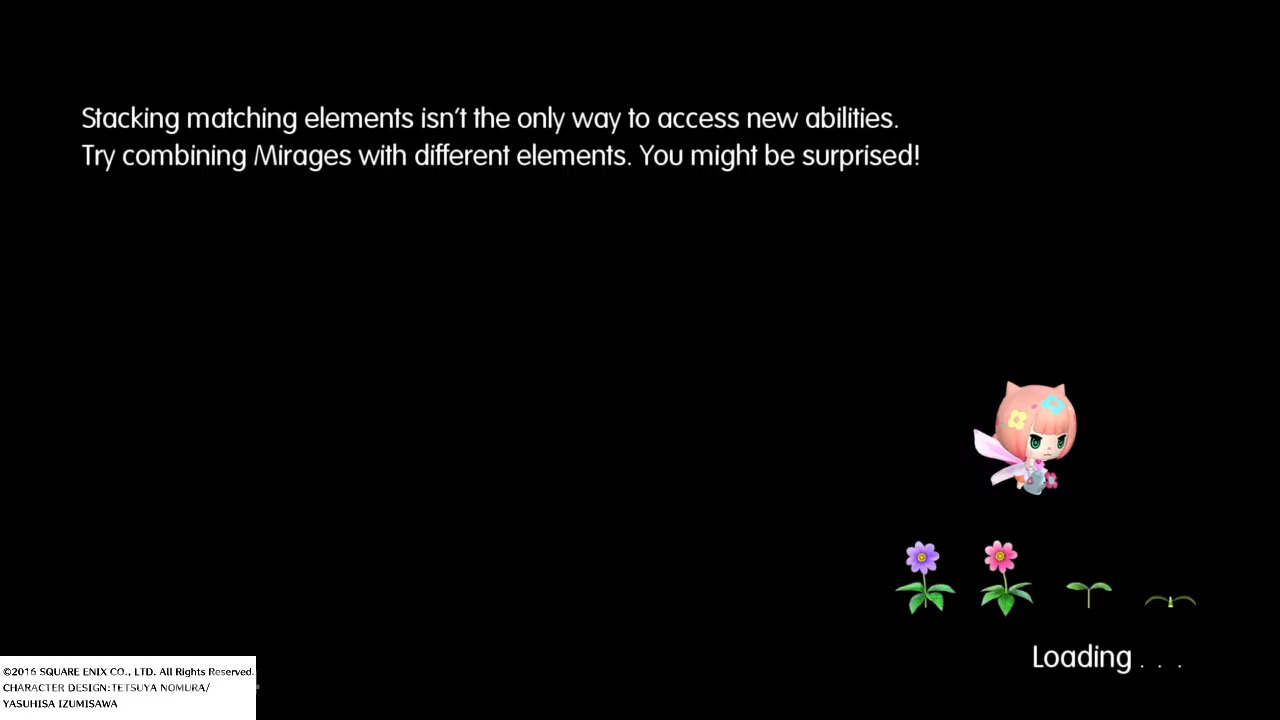 Stacking matching elements isn't the only way to access new abilities.
Try combining Mirages with different elements. You might be surprised!
Loading . . .
©2016 SQUARE ENIX CO., LTD. All Rights Reserved.
CHARACTER DESIGN:TETSUYA NOMURA/
YASUHISA IZUMISAWA